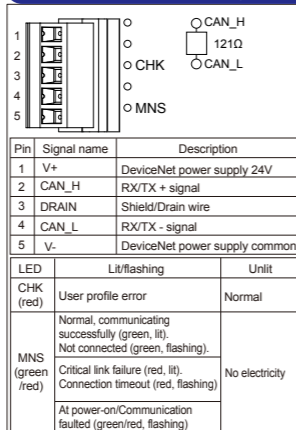 1
2
3
4
5
CHK
MNS
CAN_H
121Ω
CAN_L
Pin Signal name Description
1 V+ DeviceNet power supply 24V
2 CAN_H RX/TX + signal
3 DRAIN Shield/Drain wire
4 CAN_L RX/TX - signal
5 V- DeviceNet power supply common
LED Lit/flashing Unlit
CHK
(red)
User profile error Normal
MNS
(green
/red)
Normal, communicating
successfully (green, lit).
Not connected (green, flashing).
Critical link failure (red, lit).
Connection timeout (red, flashing)
At power-on/Communication
faulted (green/red, flashing)
No electricity